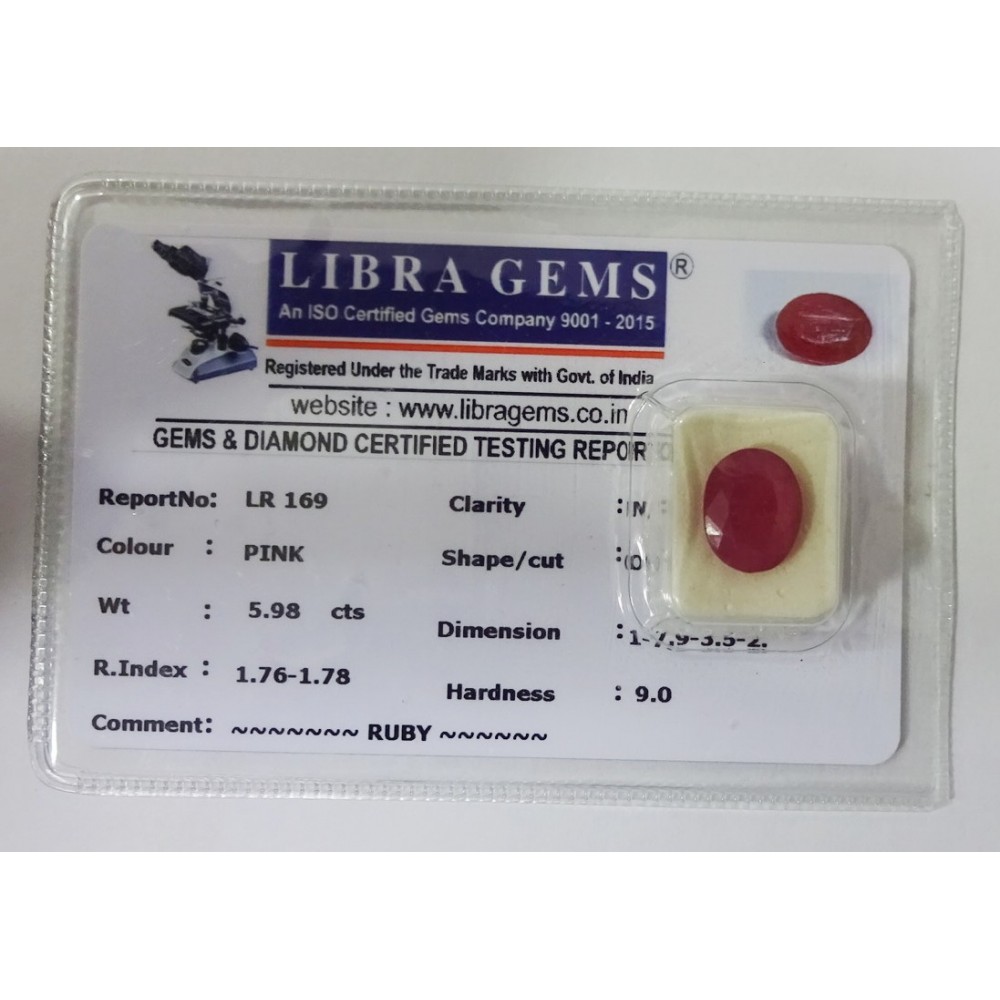 LIBRA GEMS ®
An ISO Certified Gems Company 9001 - 2015
Registered Under the Trade Marks with Govt. of India
website : www.libragems.co.in
GEMS & DIAMOND CERTIFIED TESTING REPOR
ReportNo: LR 169
Colour : PINK
Wt : 5.98 cts
R.Index : 1.76-1.78
Comment: ~~~~~~~ RUBY ~~~~~~
Clarity :
Shape/cut :
Dimension :
Hardness : 9.0